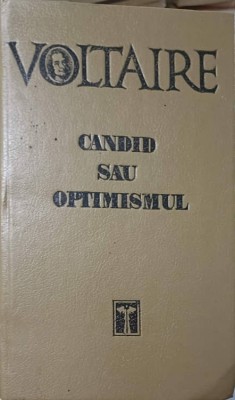 VOLTAIRE
CANDID
SAU
OPTIMISMUL